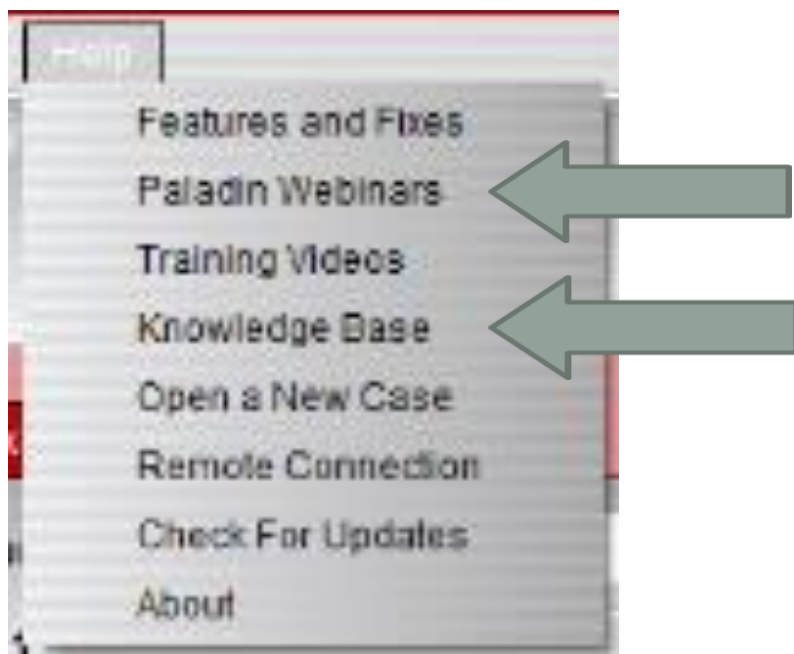 Help
Features and Fixes
Paladin Webinars
Training Videos
Knowledge Base
Open a New Case
Remote Connection
Check For Updates
About